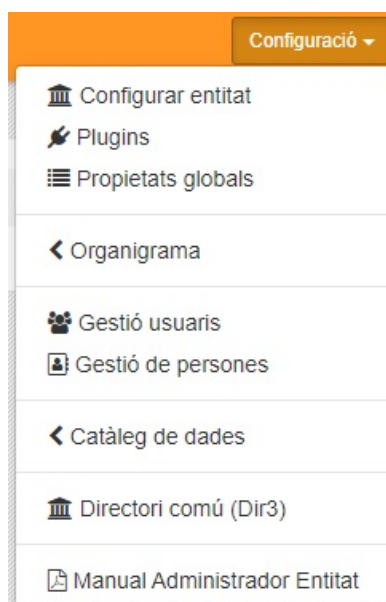 Configuració
Configurar entitat
Plugins
Propietats globals
Organigrama
Gestió usuaris
Gestió de persones
Catàleg de dades
Directori comú (Dir3)
Manual Administrador Entitat